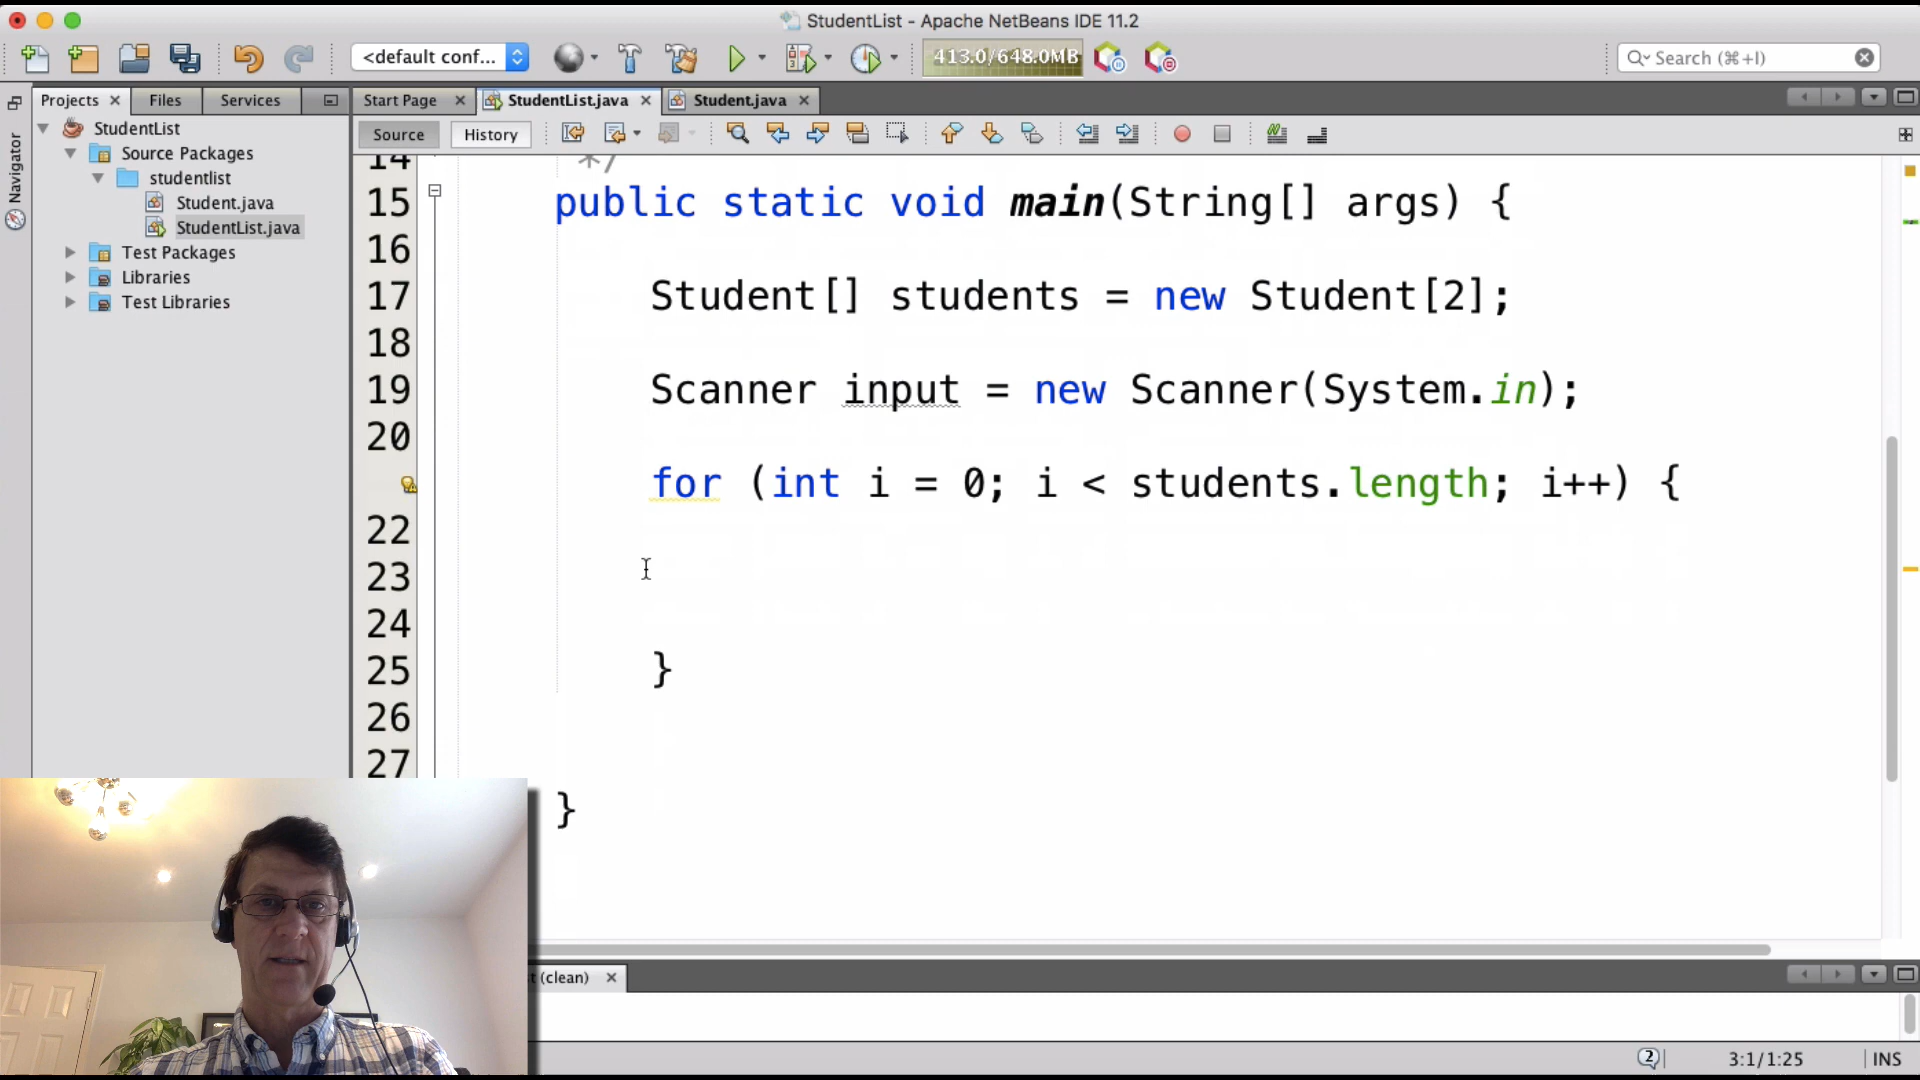 StudentList - Apache NetBeans IDE 11.2
<default conf...
413.0/648.0MB
Search (⌘+I)
Projects
Files
Services
Start Page
StudentList.java
Student.java
Navigator
StudentList
Source Packages
studentlist
Student.java
StudentList.java
Test Packages
Libraries
Test Libraries
Source
History
14 */
15 public static void main(String[] args) {
16
17 Student[] students = new Student[2];
18
19 Scanner input = new Scanner(System.in);
20
for (int i = 0; i < students.length; i++) {
22
23
24
25 }
26
27
}
(clean)
2
3:1/1:25
INS